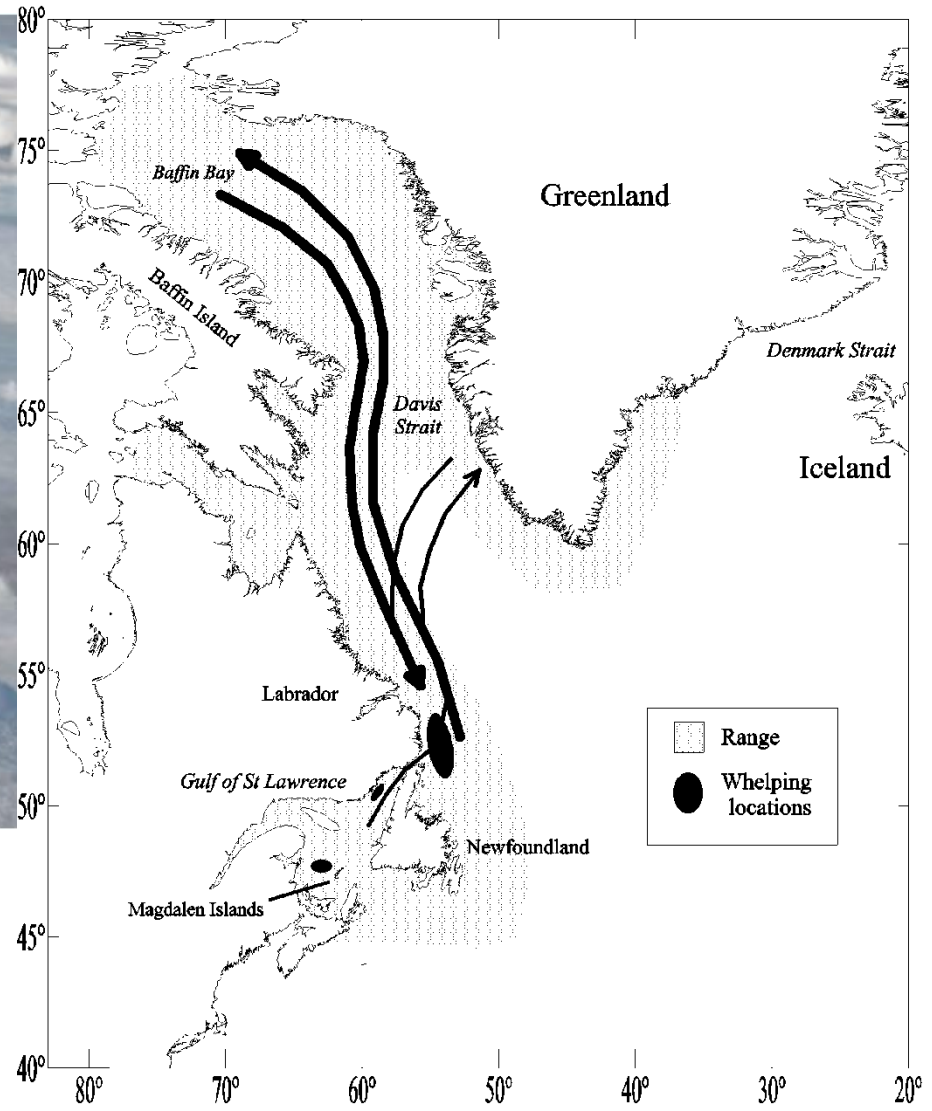 80°
75°
70°
65°
60°
55°
50°
45°
40°
Baffin Bay
Greenland
Baffin Island
Denmark Strait
Davis
Strait
Iceland
Labrador
Range
Gulf of St Lawrence
Whelping
locations
Newfoundland
Magdalen Islands
80°
70°
60°
50°
40°
30°
20°